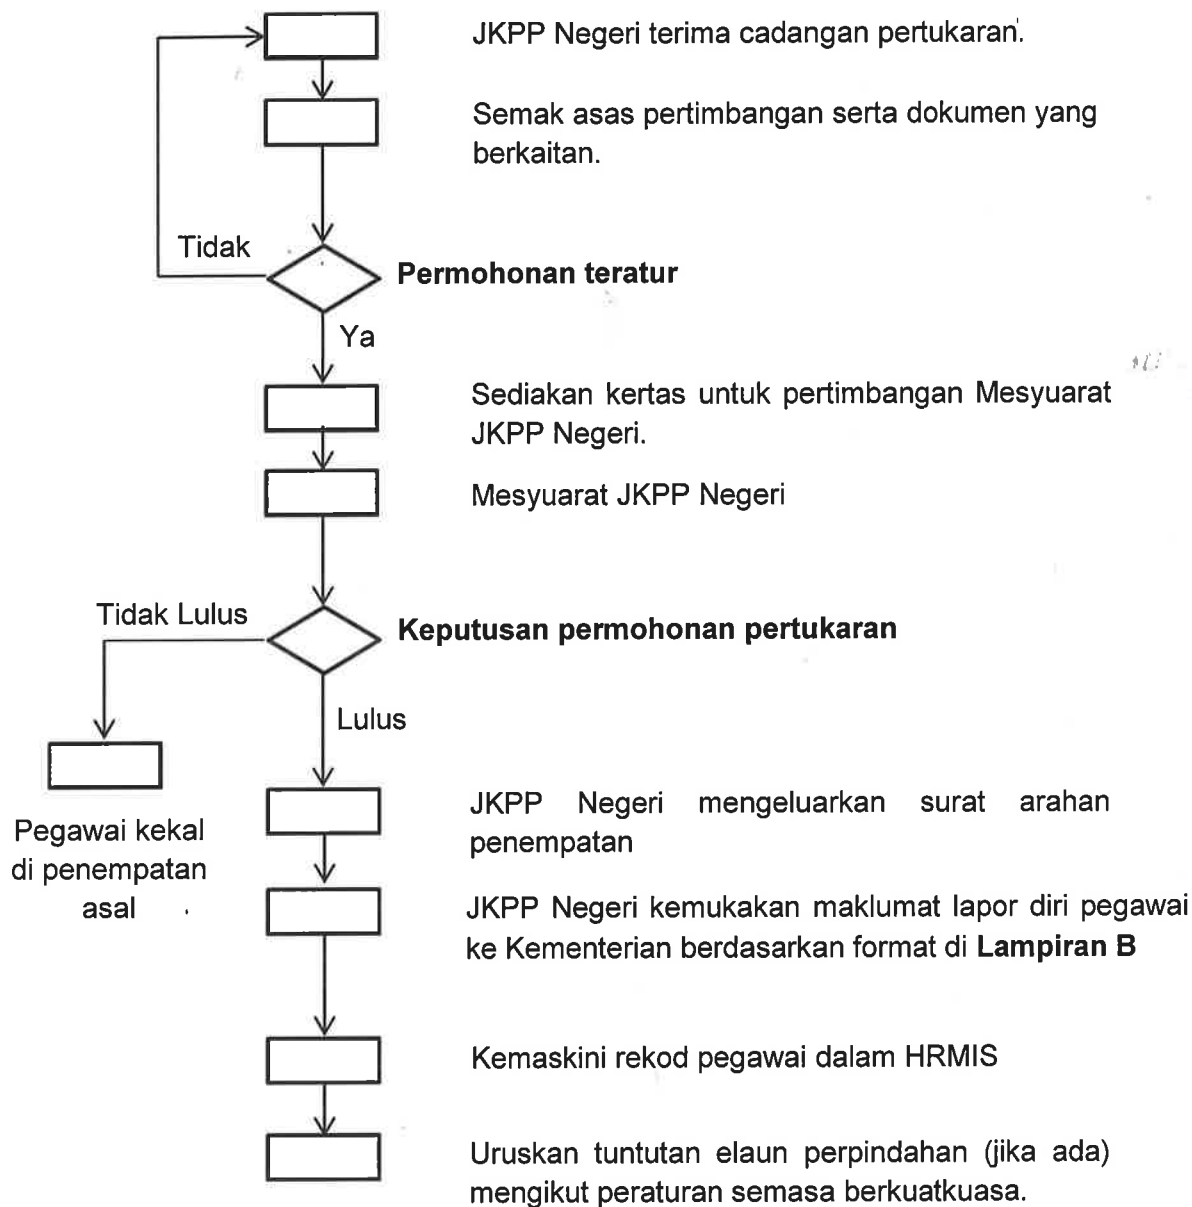 JKPP Negeri terima cadangan pertukaran.
Semak asas pertimbangan serta dokumen yang
berkaitan.
Tidak
Permohonan teratur
Ya
Sediakan kertas untuk pertimbangan Mesyuarat
JKPP Negeri.
Mesyuarat JKPP Negeri
Tidak Lulus
Keputusan permohonan pertukaran
Lulus
Pegawai kekal
di penempatan
asal
JKPP Negeri mengeluarkan surat arahan
penempatan
JKPP Negeri kemukakan maklumat lapor diri pegawai
ke Kementerian berdasarkan format di Lampiran B
Kemaskini rekod pegawai dalam HRMIS
Uruskan tuntutan elaun perpindahan (jika ada)
mengikut peraturan semasa berkuatkuasa.